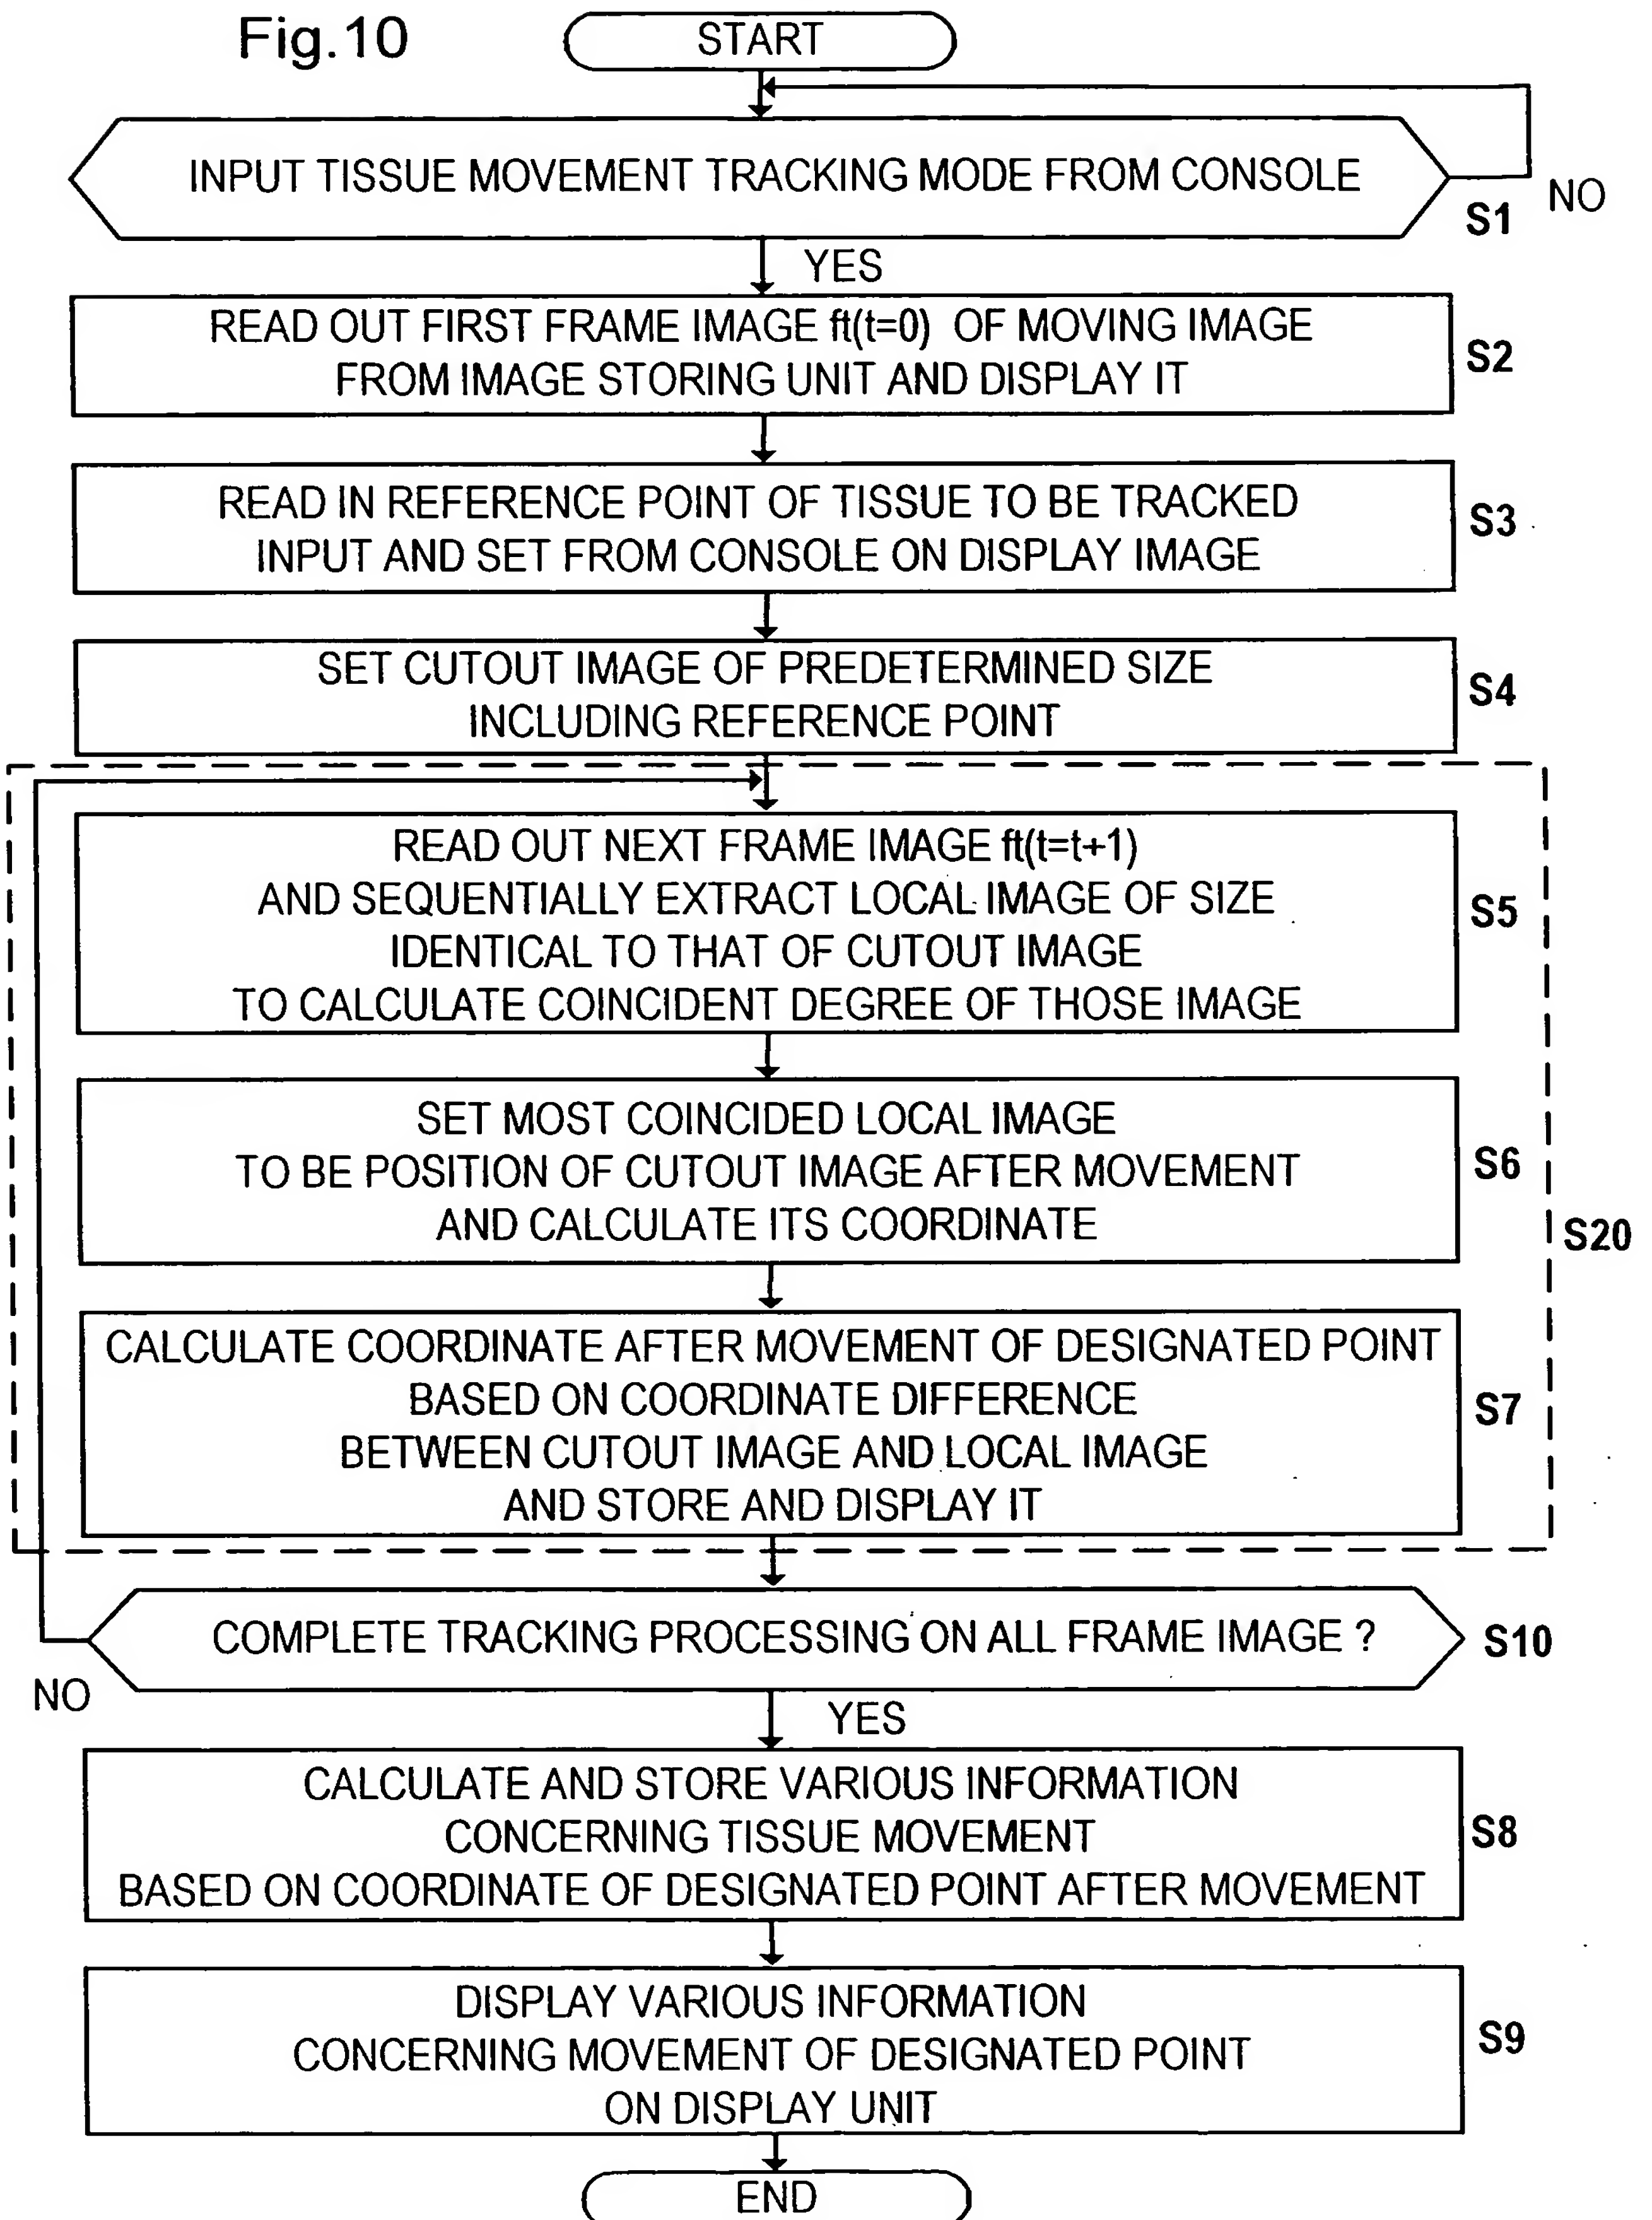 Fig.10
START
INPUT TISSUE MOVEMENT TRACKING MODE FROM CONSOLE
NO
S1
YES
READ OUT FIRST FRAME IMAGE ft(t=0) OF MOVING IMAGE
FROM IMAGE STORING UNIT AND DISPLAY IT
S2
READ IN REFERENCE POINT OF TISSUE TO BE TRACKED
INPUT AND SET FROM CONSOLE ON DISPLAY IMAGE
S3
SET CUTOUT IMAGE OF PREDETERMINED SIZE
INCLUDING REFERENCE POINT
S4
READ OUT NEXT FRAME IMAGE ft(t=t+1)
AND SEQUENTIALLY EXTRACT LOCAL IMAGE OF SIZE
IDENTICAL TO THAT OF CUTOUT IMAGE
TO CALCULATE COINCIDENT DEGREE OF THOSE IMAGE
S5
SET MOST COINCIDED LOCAL IMAGE
TO BE POSITION OF CUTOUT IMAGE AFTER MOVEMENT
AND CALCULATE ITS COORDINATE
S6
S20
CALCULATE COORDINATE AFTER MOVEMENT OF DESIGNATED POINT
BASED ON COORDINATE DIFFERENCE
BETWEEN CUTOUT IMAGE AND LOCAL IMAGE
AND STORE AND DISPLAY IT
S7
COMPLETE TRACKING PROCESSING ON ALL FRAME IMAGE ?
S10
NO
YES
CALCULATE AND STORE VARIOUS INFORMATION
CONCERNING TISSUE MOVEMENT
BASED ON COORDINATE OF DESIGNATED POINT AFTER MOVEMENT
S8
DISPLAY VARIOUS INFORMATION
CONCERNING MOVEMENT OF DESIGNATED POINT
ON DISPLAY UNIT
S9
END